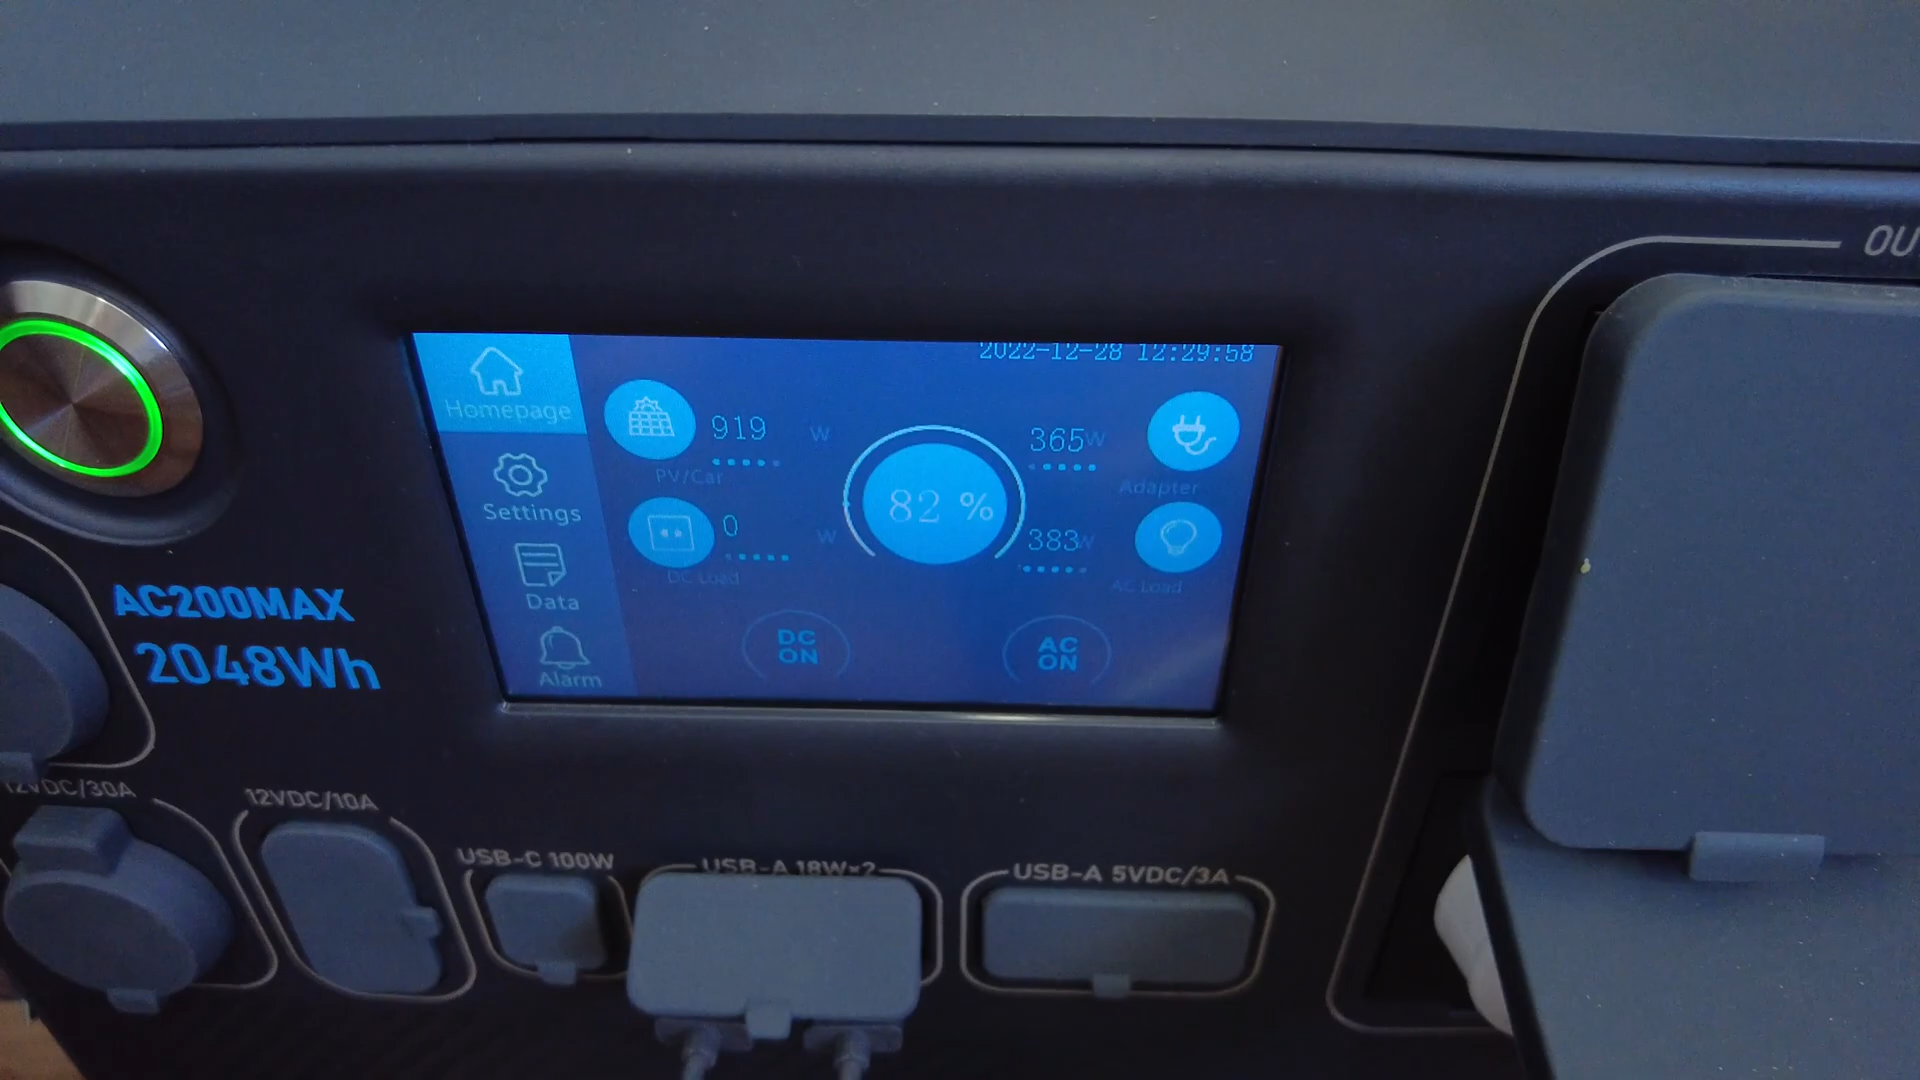 OU
2022-12-28 12:29:58
Homepage
919 W
365W
PV/Car
Adapter
82 %
Settings
0 W
383W
DC Load
AC Load
Data
DC
ON
AC
ON
Alarm
AC200MAX
2048Wh
12VDC/30A
12VDC/10A
USB-C 100W
USB-A 18W×2
USB-A 5VDC/3A